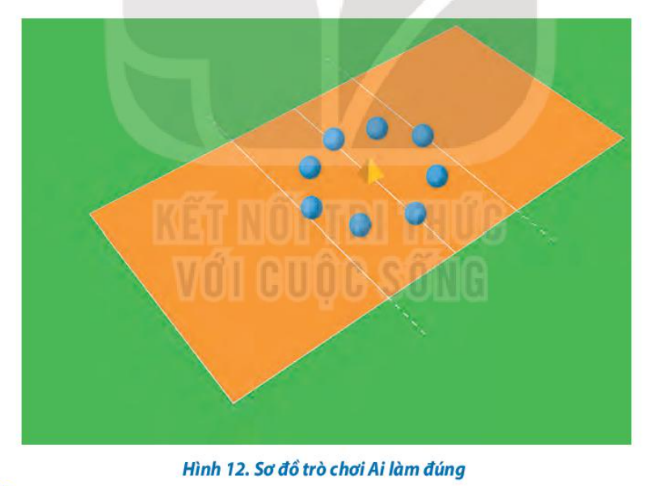 KẾT NỐI TRI THỨC
VỚI CUỘC SỐNG
Hình 12. Sơ đồ trò chơi Ai làm đúng